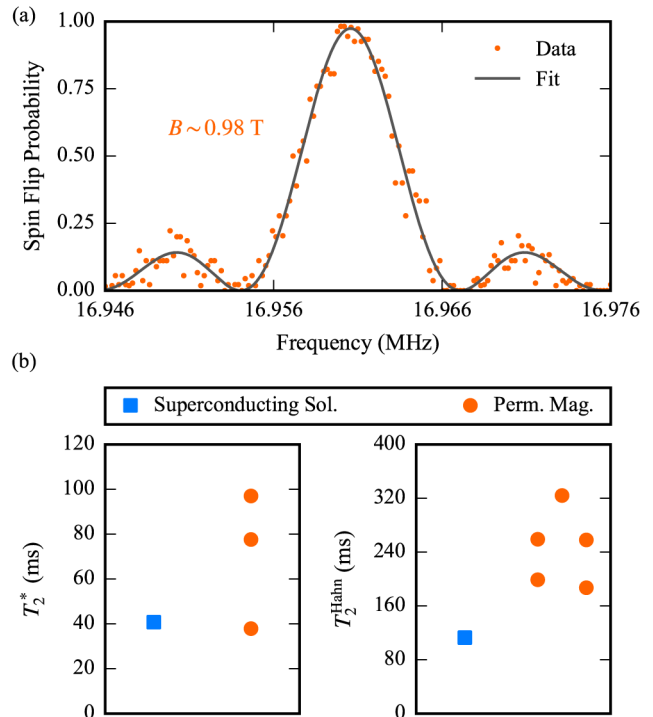 (a)
1.00
0.75
0.50
0.25
0.00
Spin Flip Probability
B ~ 0.98 T
Data
Fit
16.946
16.956
16.966
16.976
Frequency (MHz)
(b)
Superconducting Sol.
Perm. Mag.
120
100
80
60
40
20
0
T₂* (ms)
400
320
240
160
80
0
T₂ᴴᵃʰⁿ (ms)